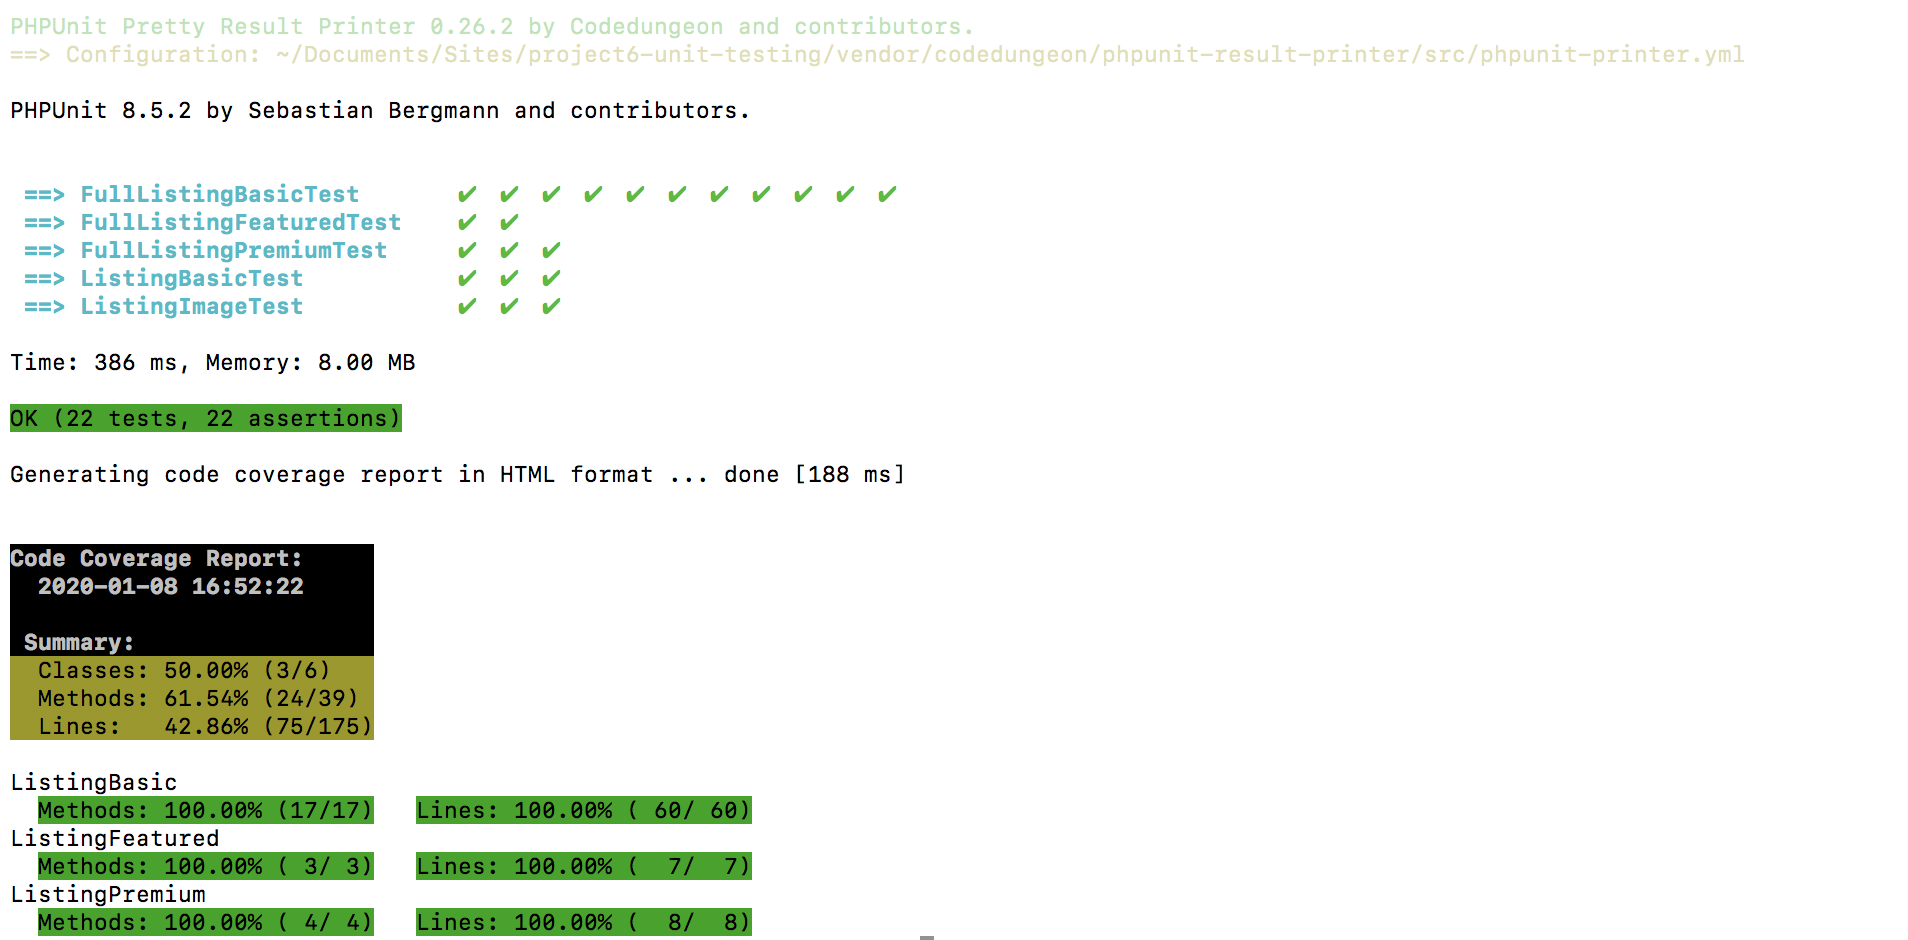 PHPUnit Pretty Result Printer 0.26.2 by Codedungeon and contributors.
==> Configuration: ~/Documents/Sites/project6-unit-testing/vendor/codedungeon/phpunit-result-printer/src/phpunit-printer.yml
PHPUnit 8.5.2 by Sebastian Bergmann and contributors.
==> FullListingBasicTest ✔ ✔ ✔ ✔ ✔ ✔ ✔ ✔ ✔ ✔ ✔
==> FullListingFeaturedTest ✔ ✔
==> FullListingPremiumTest ✔ ✔ ✔
==> ListingBasicTest ✔ ✔ ✔
==> ListingImageTest ✔ ✔ ✔
Time: 386 ms, Memory: 8.00 MB
OK (22 tests, 22 assertions)
Generating code coverage report in HTML format ... done [188 ms]
Code Coverage Report:
2020-01-08 16:52:22
Summary:
Classes: 50.00% (3/6)
Methods: 61.54% (24/39)
Lines:   42.86% (75/175)
ListingBasic
Methods: 100.00% (17/17)   Lines: 100.00% ( 60/ 60)
ListingFeatured
Methods: 100.00% ( 3/ 3)   Lines: 100.00% (  7/  7)
ListingPremium
Methods: 100.00% ( 4/ 4)   Lines: 100.00% (  8/  8)